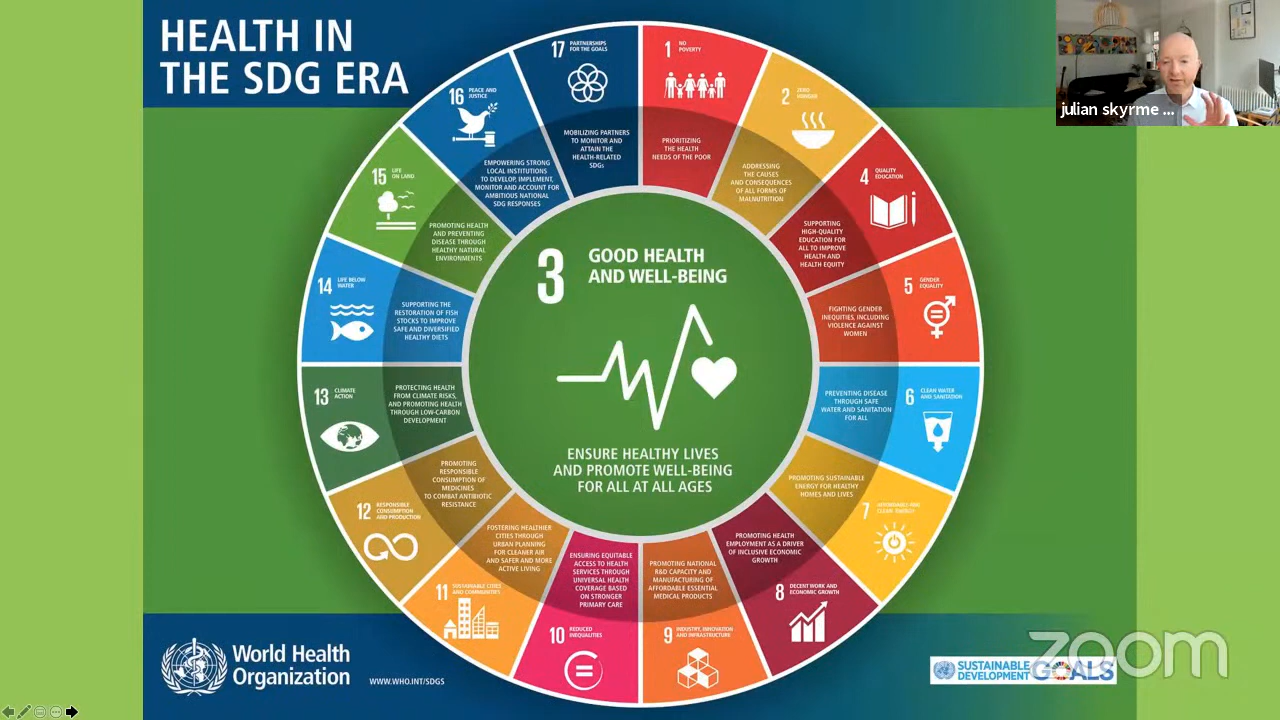 HEALTH IN
THE SDG ERA
julian skyrme ...
17 PARTNERSHIPS
FOR THE GOALS
MOBILIZING PARTNERS
TO MONITOR AND
ATTAIN THE
HEALTH-RELATED
SDGs
1 NO
POVERTY
PRIORITIZING
THE HEALTH
NEEDS OF THE POOR
2 ZERO
HUNGER
ADDRESSING
THE CAUSES
AND CONSEQUENCES
OF ALL FORMS OF
MALNUTRITION
4 QUALITY
EDUCATION
SUPPORTING
HIGH-QUALITY
EDUCATION FOR
ALL TO IMPROVE
HEALTH AND
HEALTH EQUITY
5 GENDER
EQUALITY
FIGHTING GENDER
INEQUITIES, INCLUDING
VIOLENCE AGAINST
WOMEN
6 CLEAN WATER
AND SANITATION
PREVENTING DISEASE
THROUGH SAFE
WATER AND SANITATION
FOR ALL
7 AFFORDABLE AND
CLEAN ENERGY
PROMOTING SUSTAINABLE
ENERGY FOR HEALTHY
HOMES AND LIVES
8 DECENT WORK AND
ECONOMIC GROWTH
PROMOTING HEALTH
EMPLOYMENT AS A DRIVER
OF INCLUSIVE ECONOMIC
GROWTH
9 INDUSTRY, INNOVATION
AND INFRASTRUCTURE
PROMOTING NATIONAL
R&D CAPACITY AND
MANUFACTURING OF
AFFORDABLE ESSENTIAL
MEDICAL PRODUCTS
10 REDUCED
INEQUALITIES
ENSURING EQUITABLE
ACCESS TO HEALTH
SERVICES THROUGH
UNIVERSAL HEALTH
COVERAGE BASED
ON STRONGER
PRIMARY CARE
11 SUSTAINABLE CITIES
AND COMMUNITIES
FOSTERING HEALTHIER
CITIES THROUGH
URBAN PLANNING
FOR CLEANER AIR
AND SAFER AND MORE
ACTIVE LIVING
12 RESPONSIBLE
CONSUMPTION
AND PRODUCTION
PROMOTING
RESPONSIBLE
CONSUMPTION OF
MEDICINES
TO COMBAT ANTIBIOTIC
RESISTANCE
13 CLIMATE
ACTION
PROTECTING HEALTH
FROM CLIMATE RISKS,
AND PROMOTING HEALTH
THROUGH LOW-CARBON
DEVELOPMENT
14 LIFE BELOW
WATER
SUPPORTING THE
RESTORATION OF FISH
STOCKS TO IMPROVE
SAFE AND DIVERSIFIED
HEALTHY DIETS
15 LIFE
ON LAND
PROMOTING HEALTH
AND PREVENTING
DISEASE THROUGH
HEALTHY NATURAL
ENVIRONMENTS
16 PEACE AND
JUSTICE
EMPOWERING STRONG
LOCAL INSTITUTIONS
TO DEVELOP, IMPLEMENT,
MONITOR AND ACCOUNT FOR
AMBITIOUS NATIONAL
SDG RESPONSES
3 GOOD HEALTH
AND WELL-BEING
ENSURE HEALTHY LIVES
AND PROMOTE WELL-BEING
FOR ALL AT ALL AGES
World Health
Organization
WWW.WHO.INT/SDGS
SUSTAINABLE
DEVELOPMENT GOALS
zoom